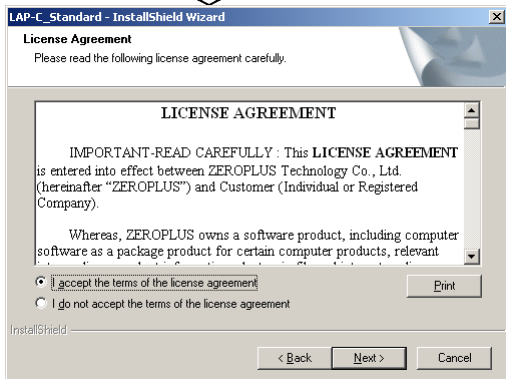 LAP-C_Standard - InstallShield Wizard
License Agreement
Please read the following license agreement carefully.
LICENSE AGREEMENT
IMPORTANT-READ CAREFULLY : This LICENSE AGREEMENT
is entered into effect between ZEROPLUS Technology Co., Ltd.
(hereinafter “ZEROPLUS”) and Customer (Individual or Registered
Company).
Whereas, ZEROPLUS owns a software product, including computer
software as a package product for certain computer products, relevant
I accept the terms of the license agreement
Print
I do not accept the terms of the license agreement
InstallShield
< Back
Next >
Cancel